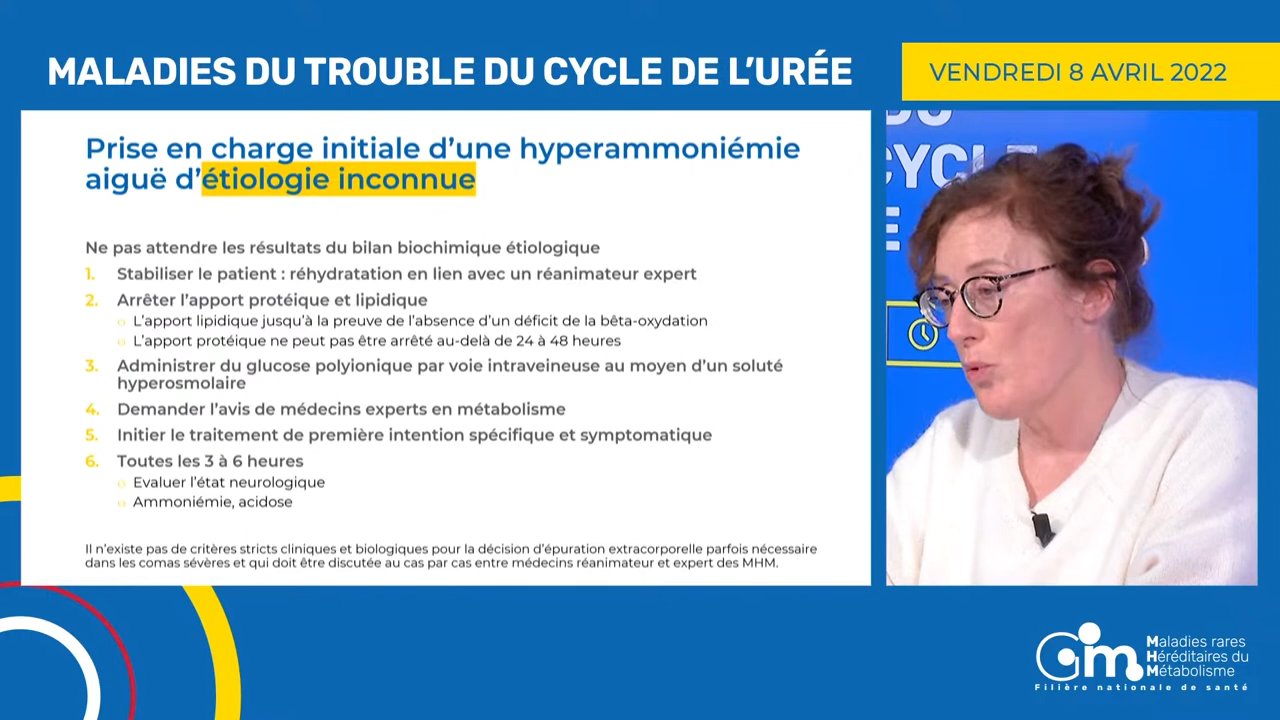 MALADIES DU TROUBLE DU CYCLE DE L'URÉE
VENDREDI 8 AVRIL 2022
Prise en charge initiale d'une hyperammoniémie
aiguë d'étiologie inconnue
Ne pas attendre les résultats du bilan biochimique étiologique
1. Stabiliser le patient : réhydratation en lien avec un réanimateur expert
2. Arrêter l'apport protéique et lipidique
o L'apport lipidique jusqu'à la preuve de l'absence d'un déficit de la bêta-oxydation
o L'apport protéique ne peut pas être arrêté au-delà de 24 à 48 heures
3. Administrer du glucose polyionique par voie intraveineuse au moyen d'un soluté
hyperosmolaire
4. Demander l'avis de médecins experts en métabolisme
5. Initier le traitement de première intention spécifique et symptomatique
6. Toutes les 3 à 6 heures
o Evaluer l'état neurologique
o Ammoniémie, acidose
Il n'existe pas de critères stricts cliniques et biologiques pour la décision d'épuration extracorporelle parfois nécessaire
dans les comas sévères et qui doit être discutée au cas par cas entre médecins réanimateur et expert des MHM.
DU
CYCLE
E
Gm
Maladies rares
Héréditaires du
Métabolisme
Filière nationale de santé